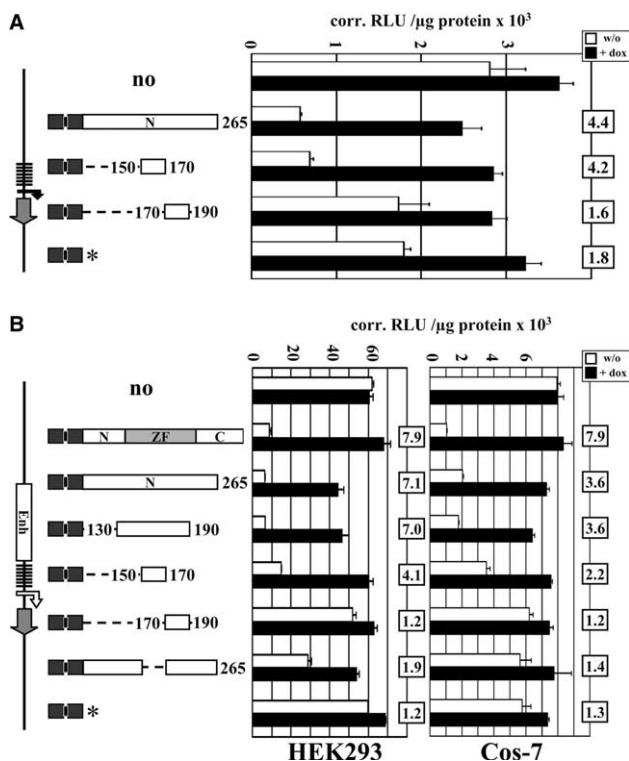 A
corr. RLU /µg protein x 10³
0 1 2 3
w/o
+ dox
no
N 265
4.4
150 170
4.2
170 190
1.6
*
1.8
B
corr. RLU /µg protein x 10³
0 20 40 60
0 2 4 6
w/o
+ dox
no
N ZF C
7.9 7.9
N 265
7.1 3.6
130 190
7.0 3.6
Enh
150 170
4.1 2.2
170 190
1.2 1.2
265
1.9 1.4
*
1.2 1.3
HEK293 Cos-7